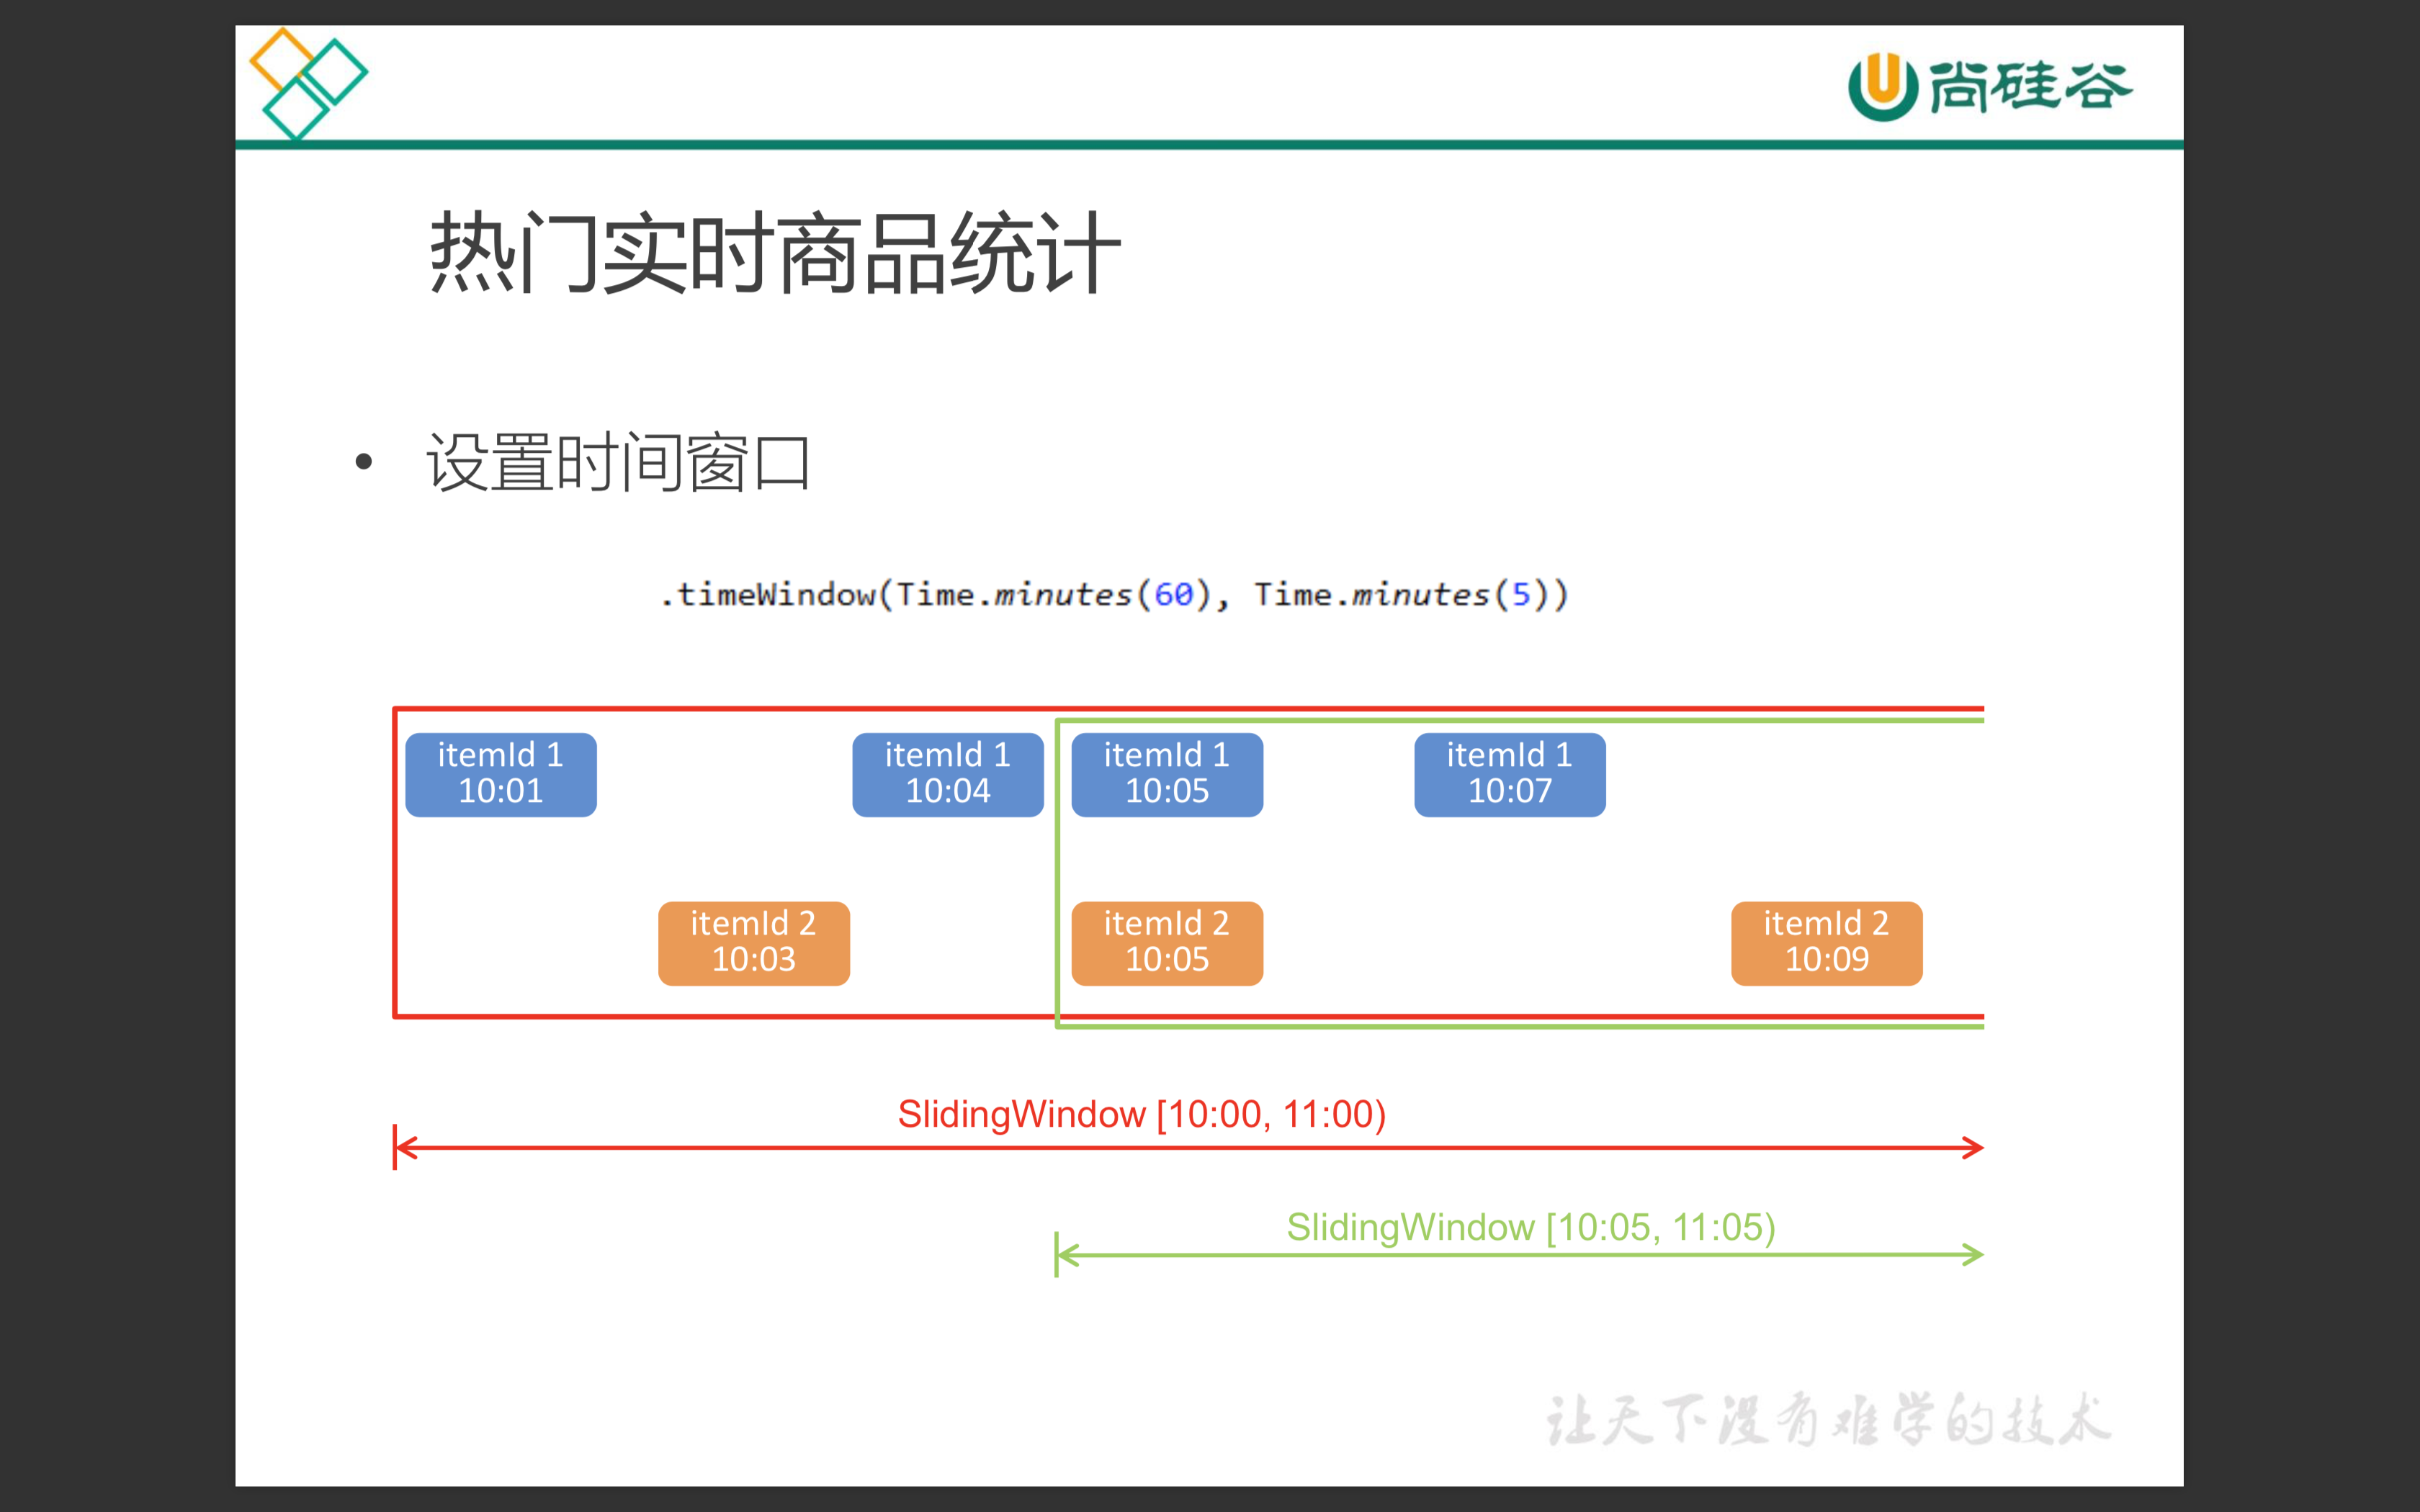 尚硅谷
热门实时商品统计
• 设置时间窗口
.timeWindow(Time.minutes(60), Time.minutes(5))
itemId 1
10:01
itemId 1
10:04
itemId 1
10:05
itemId 1
10:07
itemId 2
10:03
itemId 2
10:05
itemId 2
10:09
SlidingWindow [10:00, 11:00)
SlidingWindow [10:05, 11:05)
让天下没有难学的技术